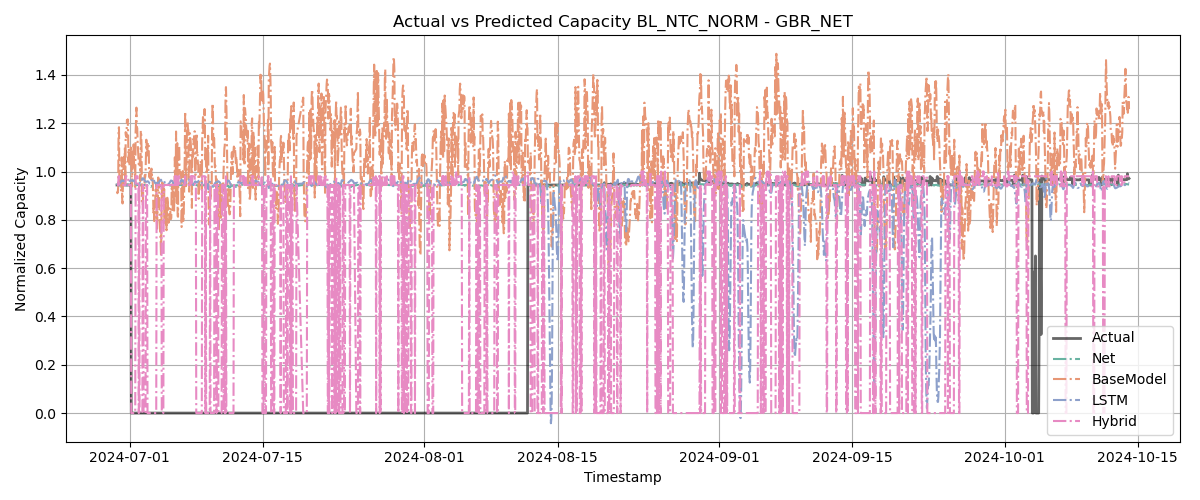 Actual vs Predicted Capacity BL_NTC_NORM - GBR_NET
Normalized Capacity
1.4
1.2
1.0
0.8
0.6
0.4
0.2
0.0
Actual
Net
BaseModel
LSTM
Hybrid
2024-07-01 2024-07-15 2024-08-01 2024-08-15 2024-09-01 2024-09-15 2024-10-01 2024-10-15
Timestamp